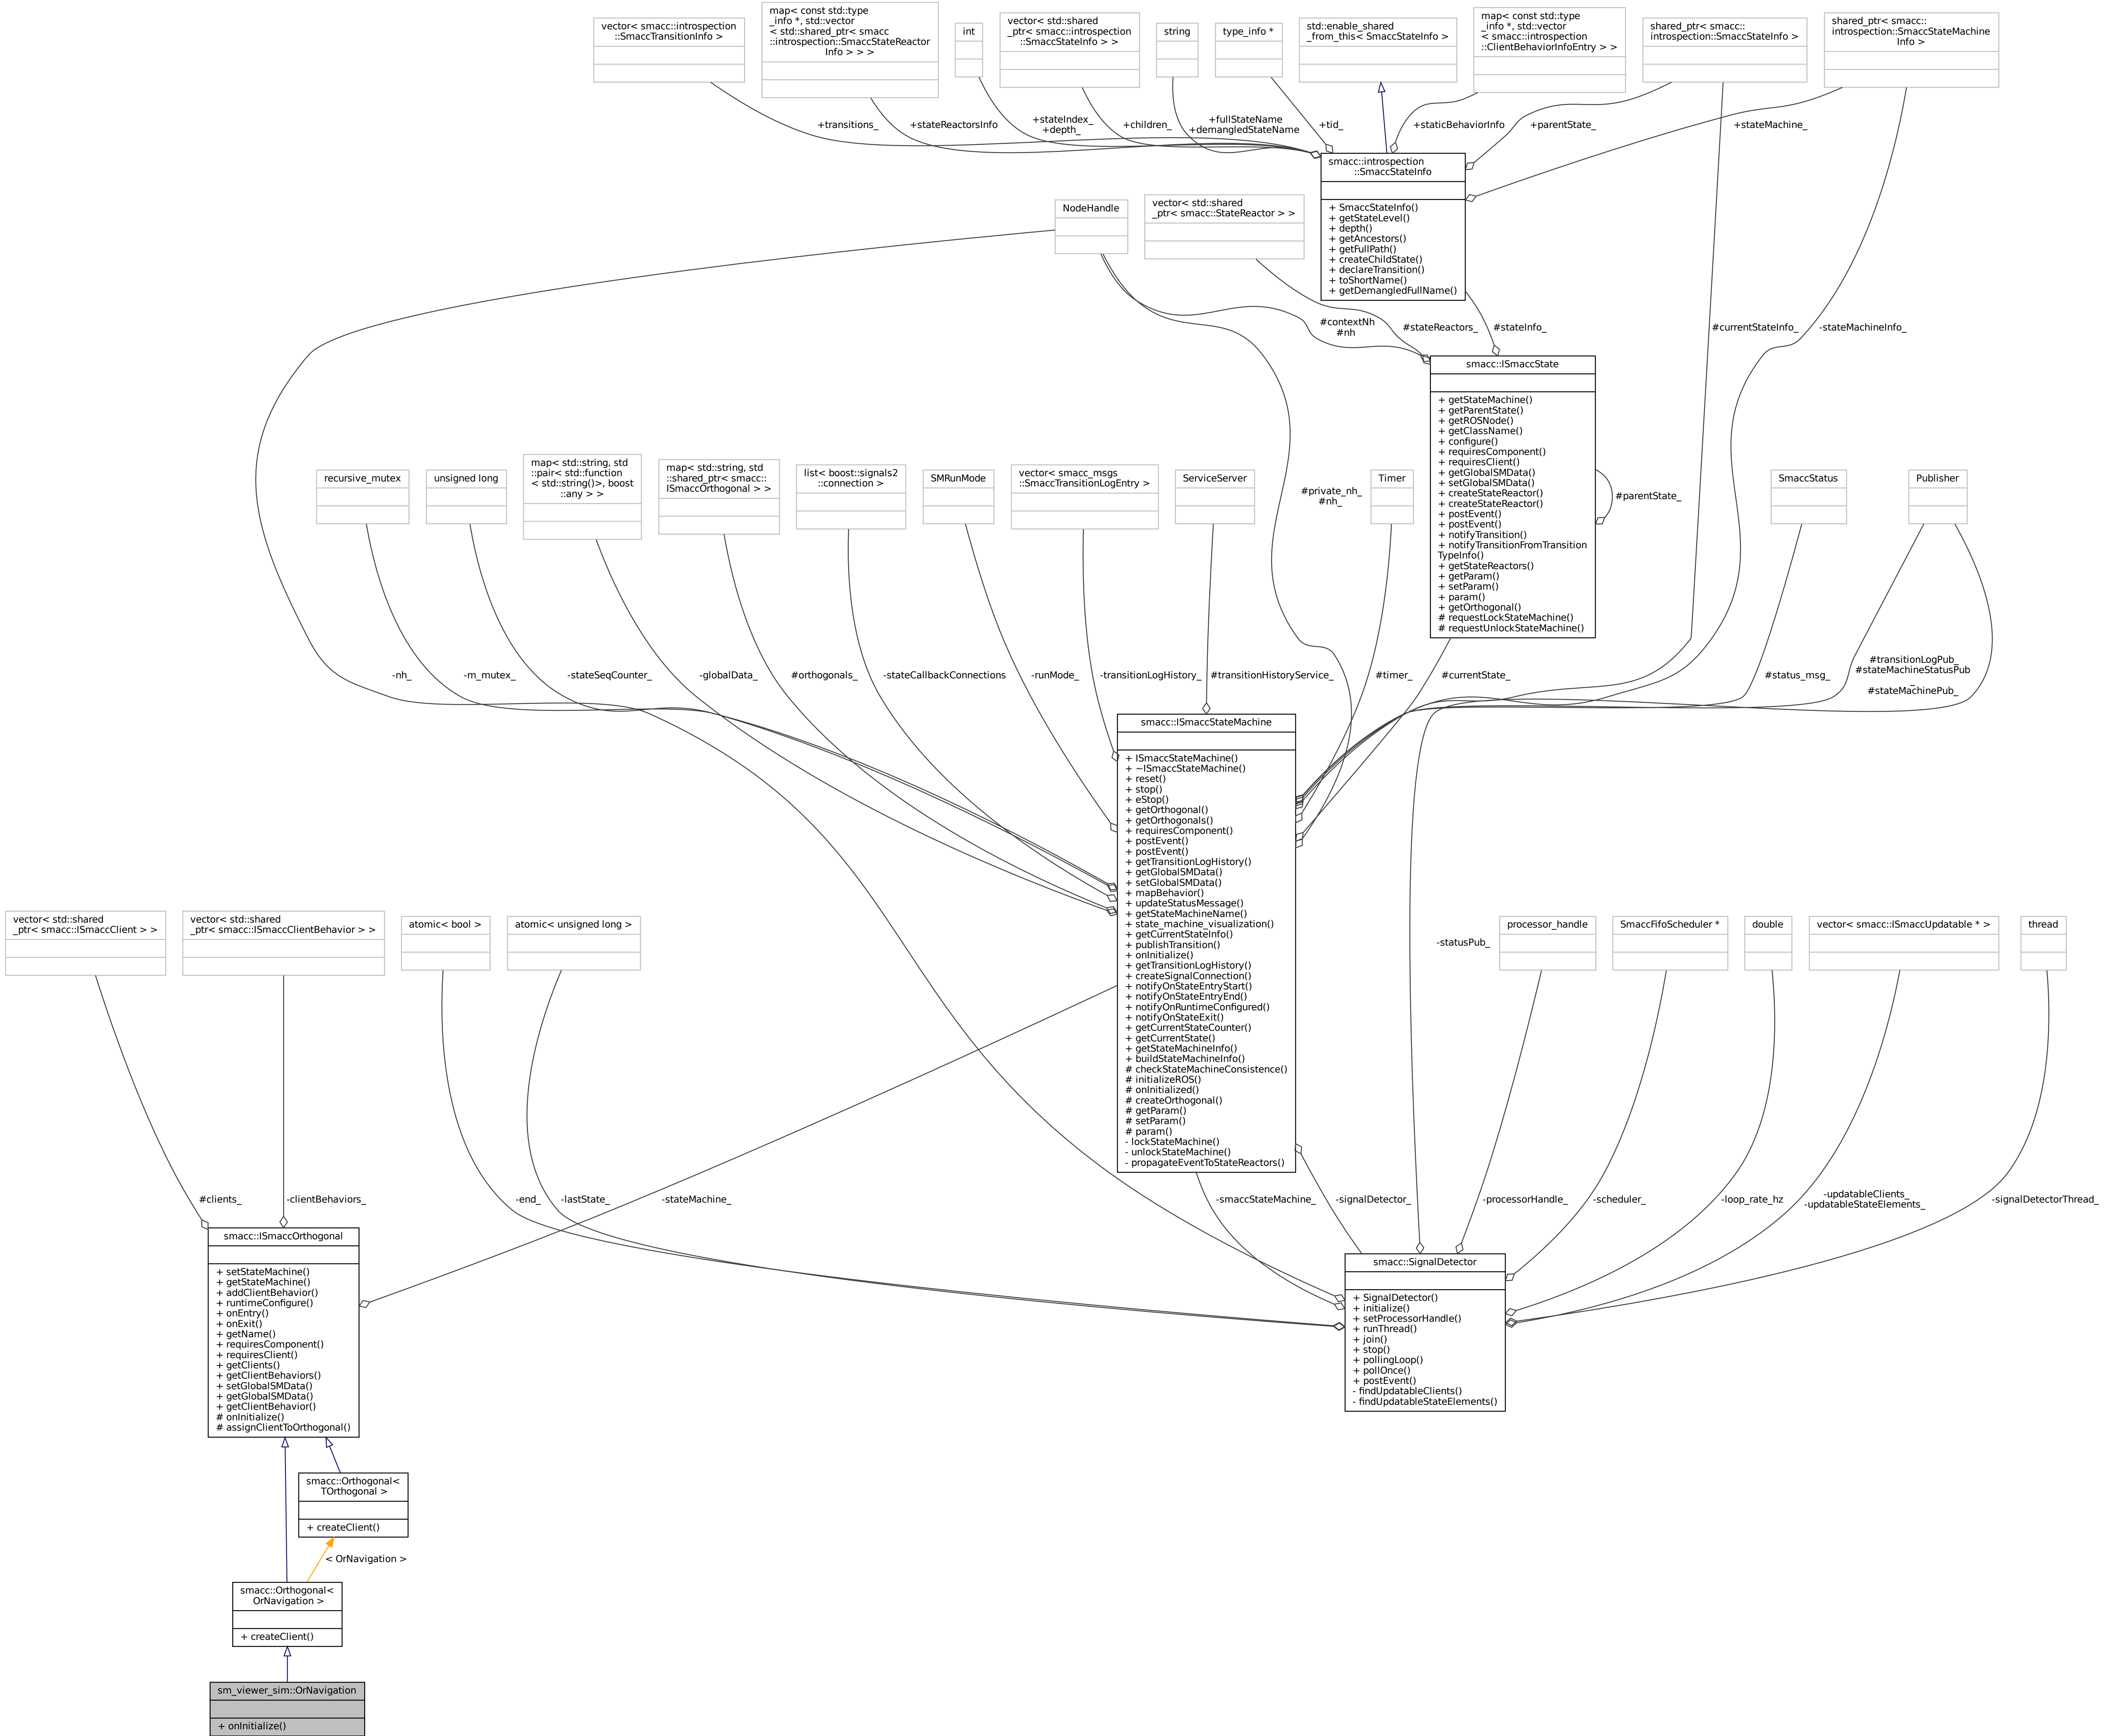 vector< smacc::introspection
::SmaccTransitionInfo >
map< const std::type
_info *, std::vector
< std::shared_ptr< smacc
::introspection::SmaccStateReactor
Info > > >
int
vector< std::shared
_ptr< smacc::introspection
::SmaccStateInfo > >
string
type_info *
std::enable_shared
_from_this< SmaccStateInfo >
map< const std::type
_info *, std::vector
< smacc::introspection
::ClientBehaviorInfoEntry > >
shared_ptr< smacc::
introspection::SmaccStateInfo >
shared_ptr< smacc::
introspection::SmaccStateMachine
Info >
+transitions_
+stateReactorsInfo
+stateIndex_
+depth_
+children_
+fullStateName
+demangledStateName
+tid_
+staticBehaviorInfo
+parentState_
+stateMachine_
smacc::introspection
::SmaccStateInfo
+ SmaccStateInfo()
+ getStateLevel()
+ depth()
+ getAncestors()
+ getFullPath()
+ createChildState()
+ declareTransition()
+ toShortName()
+ getDemangledFullName()
NodeHandle
vector< std::shared
_ptr< smacc::StateReactor > >
#contextNh
#nh
#stateReactors_
#stateInfo_
#currentStateInfo_
-stateMachineInfo_
smacc::ISmaccState
+ getStateMachine()
+ getParentState()
+ getROSNode()
+ getClassName()
+ configure()
+ requiresComponent()
+ requiresClient()
+ getGlobalSMData()
+ setGlobalSMData()
+ createStateReactor()
+ createStateReactor()
+ postEvent()
+ postEvent()
+ notifyTransition()
+ notifyTransitionFromTransition
TypeInfo()
+ getStateReactors()
+ getParam()
+ setParam()
+ param()
+ getOrthogonal()
# requestLockStateMachine()
# requestUnlockStateMachine()
#parentState_
recursive_mutex
unsigned long
map< std::string, std
::pair< std::function
< std::string()>, boost
::any > >
map< std::string, std
::shared_ptr< smacc::
ISmaccOrthogonal > >
list< boost::signals2
::connection >
SMRunMode
vector< smacc_msgs
::SmaccTransitionLogEntry >
ServiceServer
#private_nh_
#nh_
Timer
SmaccStatus
Publisher
-nh_
-m_mutex_
-stateSeqCounter_
-globalData_
#orthogonals_
-stateCallbackConnections
-runMode_
-transitionLogHistory_
#transitionHistoryService_
#timer_
#currentState_
#status_msg_
#transitionLogPub_
#stateMachineStatusPub
_
#stateMachinePub_
smacc::ISmaccStateMachine
+ ISmaccStateMachine()
+ ~ISmaccStateMachine()
+ reset()
+ stop()
+ eStop()
+ getOrthogonal()
+ getOrthogonals()
+ requiresComponent()
+ postEvent()
+ postEvent()
+ getTransitionLogHistory()
+ getGlobalSMData()
+ setGlobalSMData()
+ mapBehavior()
+ updateStatusMessage()
+ getStateMachineName()
+ state_machine_visualization()
+ getCurrentStateInfo()
+ publishTransition()
+ onInitialize()
+ getTransitionLogHistory()
+ createSignalConnection()
+ notifyOnStateEntryStart()
+ notifyOnStateEntryEnd()
+ notifyOnRuntimeConfigured()
+ notifyOnStateExit()
+ getCurrentStateCounter()
+ getCurrentState()
+ getStateMachineInfo()
+ buildStateMachineInfo()
# checkStateMachineConsistence()
# initializeROS()
# onInitialized()
# createOrthogonal()
# getParam()
# setParam()
# param()
- lockStateMachine()
- unlockStateMachine()
- propagateEventToStateReactors()
vector< std::shared
_ptr< smacc::ISmaccClient > >
vector< std::shared
_ptr< smacc::ISmaccClientBehavior > >
atomic< bool >
atomic< unsigned long >
-statusPub_
processor_handle
SmaccFifoScheduler *
double
vector< smacc::ISmaccUpdatable * >
thread
#clients_
-clientBehaviors_
-end_
-lastState_
-stateMachine_
-smaccStateMachine_
-signalDetector_
-processorHandle_
-scheduler_
-loop_rate_hz
-updatableClients_
-updatableStateElements_
-signalDetectorThread_
smacc::ISmaccOrthogonal
+ setStateMachine()
+ getStateMachine()
+ addClientBehavior()
+ runtimeConfigure()
+ onEntry()
+ onExit()
+ getName()
+ requiresComponent()
+ requiresClient()
+ getClients()
+ getClientBehaviors()
+ setGlobalSMData()
+ getGlobalSMData()
+ getClientBehavior()
# onInitialize()
# assignClientToOrthogonal()
smacc::SignalDetector
+ SignalDetector()
+ initialize()
+ setProcessorHandle()
+ runThread()
+ join()
+ stop()
+ pollingLoop()
+ pollOnce()
+ postEvent()
- findUpdatableClients()
- findUpdatableStateElements()
smacc::Orthogonal<
TOrthogonal >
+ createClient()
< OrNavigation >
smacc::Orthogonal<
OrNavigation >
+ createClient()
sm_viewer_sim::OrNavigation
+ onInitialize()